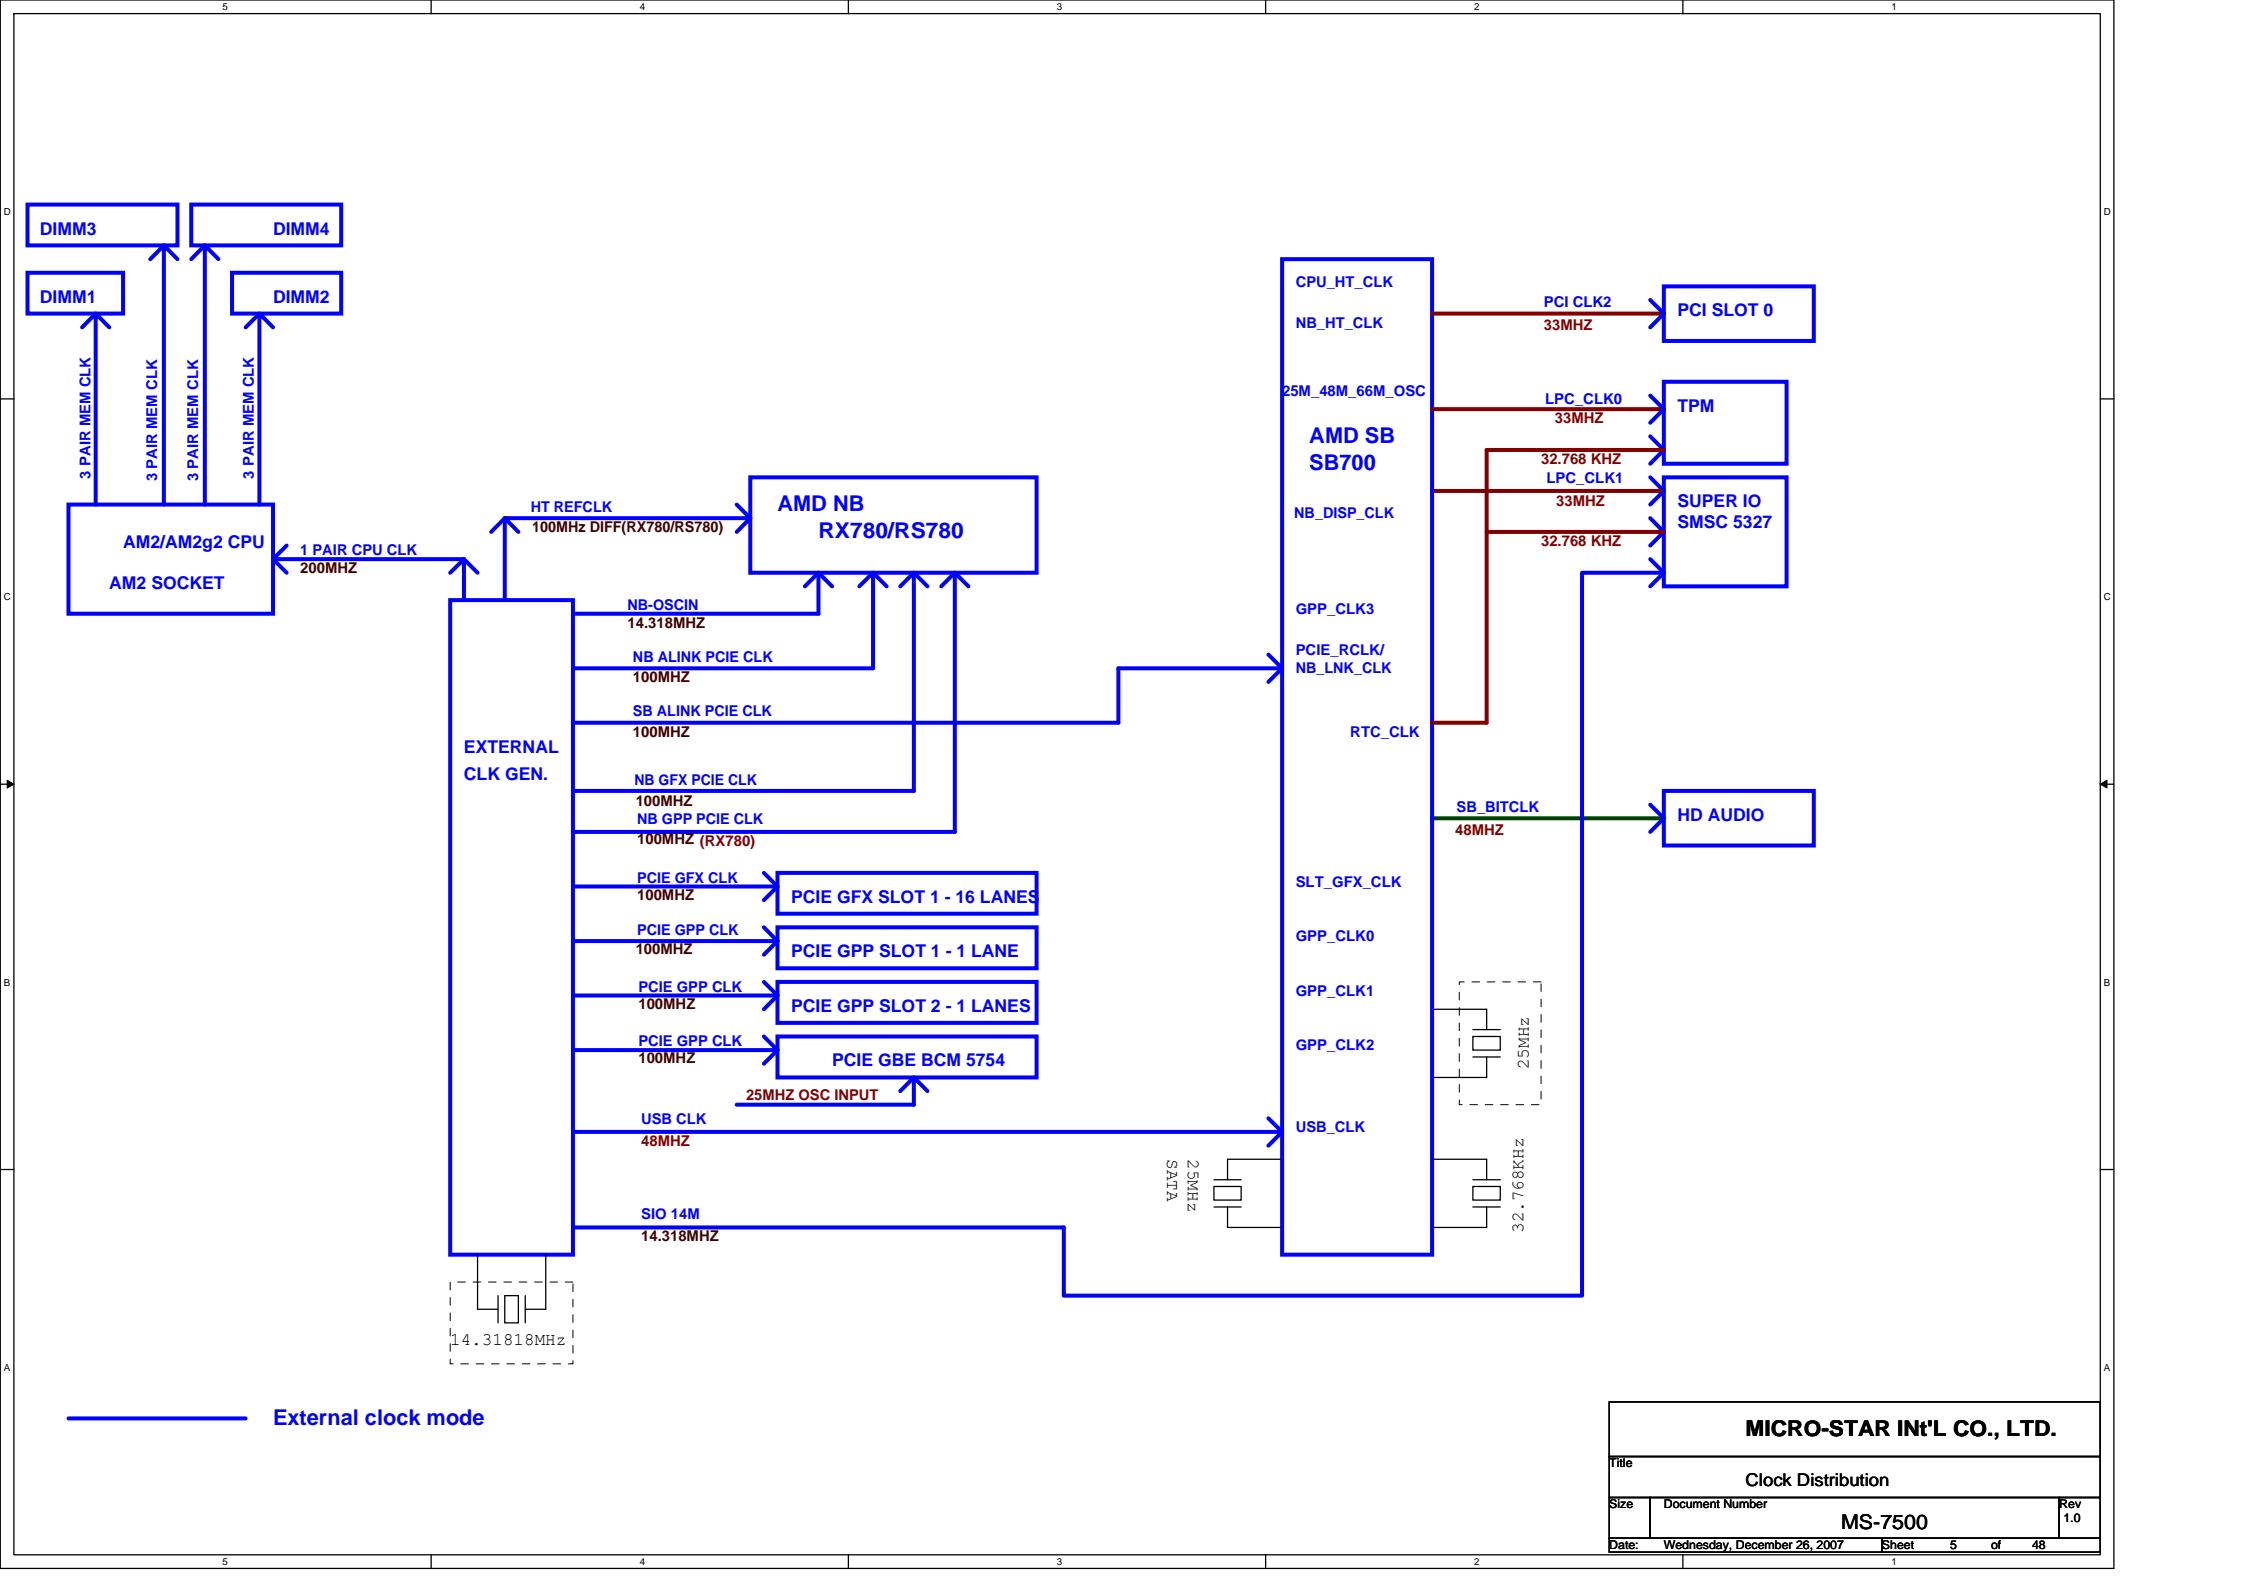 5
4
3
2
1
D
D
C
C
B
B
A
A
DIMM3
DIMM4
DIMM1
DIMM2
3 PAIR MEM CLK
3 PAIR MEM CLK
3 PAIR MEM CLK
3 PAIR MEM CLK
AM2/AM2g2 CPU
AM2 SOCKET
1 PAIR CPU CLK
200MHZ
HT REFCLK
100MHz DIFF(RX780/RS780)
AMD NB
RX780/RS780
EXTERNAL
CLK GEN.
NB-OSCIN
14.318MHZ
NB ALINK PCIE CLK
100MHZ
SB ALINK PCIE CLK
100MHZ
NB GFX PCIE CLK
100MHZ
NB GPP PCIE CLK
100MHZ (RX780)
PCIE GFX CLK
100MHZ
PCIE GFX SLOT 1 - 16 LANES
PCIE GPP CLK
100MHZ
PCIE GPP SLOT 1 - 1 LANE
PCIE GPP CLK
100MHZ
PCIE GPP SLOT 2 - 1 LANES
PCIE GPP CLK
100MHZ
PCIE GBE BCM 5754
25MHZ OSC INPUT
USB CLK
48MHZ
SIO 14M
14.318MHZ
14.31818MHz
CPU_HT_CLK
NB_HT_CLK
25M_48M_66M_OSC
AMD SB
SB700
NB_DISP_CLK
GPP_CLK3
PCIE_RCLK/
NB_LNK_CLK
RTC_CLK
SLT_GFX_CLK
GPP_CLK0
GPP_CLK1
GPP_CLK2
USB_CLK
25MHz
SATA
25MHz
32.768KHz
PCI CLK2
33MHZ
PCI SLOT 0
LPC_CLK0
33MHZ
TPM
32.768 KHZ
LPC_CLK1
33MHZ
SUPER IO
SMSC 5327
32.768 KHZ
SB_BITCLK
48MHZ
HD AUDIO
External clock mode
MICRO-STAR INt'L CO., LTD.
Title
Clock Distribution
Size
Document Number
Rev
MS-7500
1.0
Date:
Wednesday, December 26, 2007
Sheet
5
of
48
5
4
3
2
1